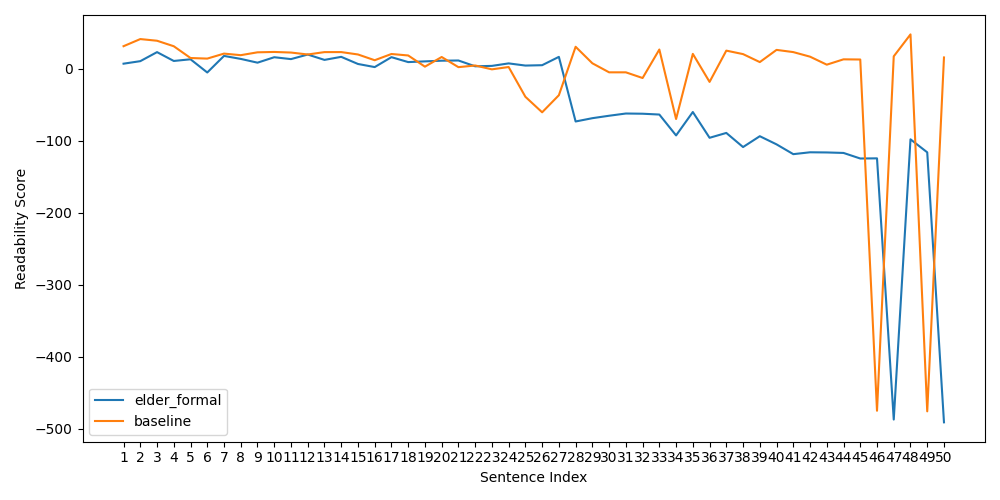 0
−100
−200
−300
−400
−500
Readability Score
elder_formal
baseline
1 2 3 4 5 6 7 8 9 10 11 12 13 14 15 16 17 18 19 20 21 22 23 24 25 26 27 28 29 30 31 32 33 34 35 36 37 38 39 40 41 42 43 44 45 46 47 48 49 50
Sentence Index